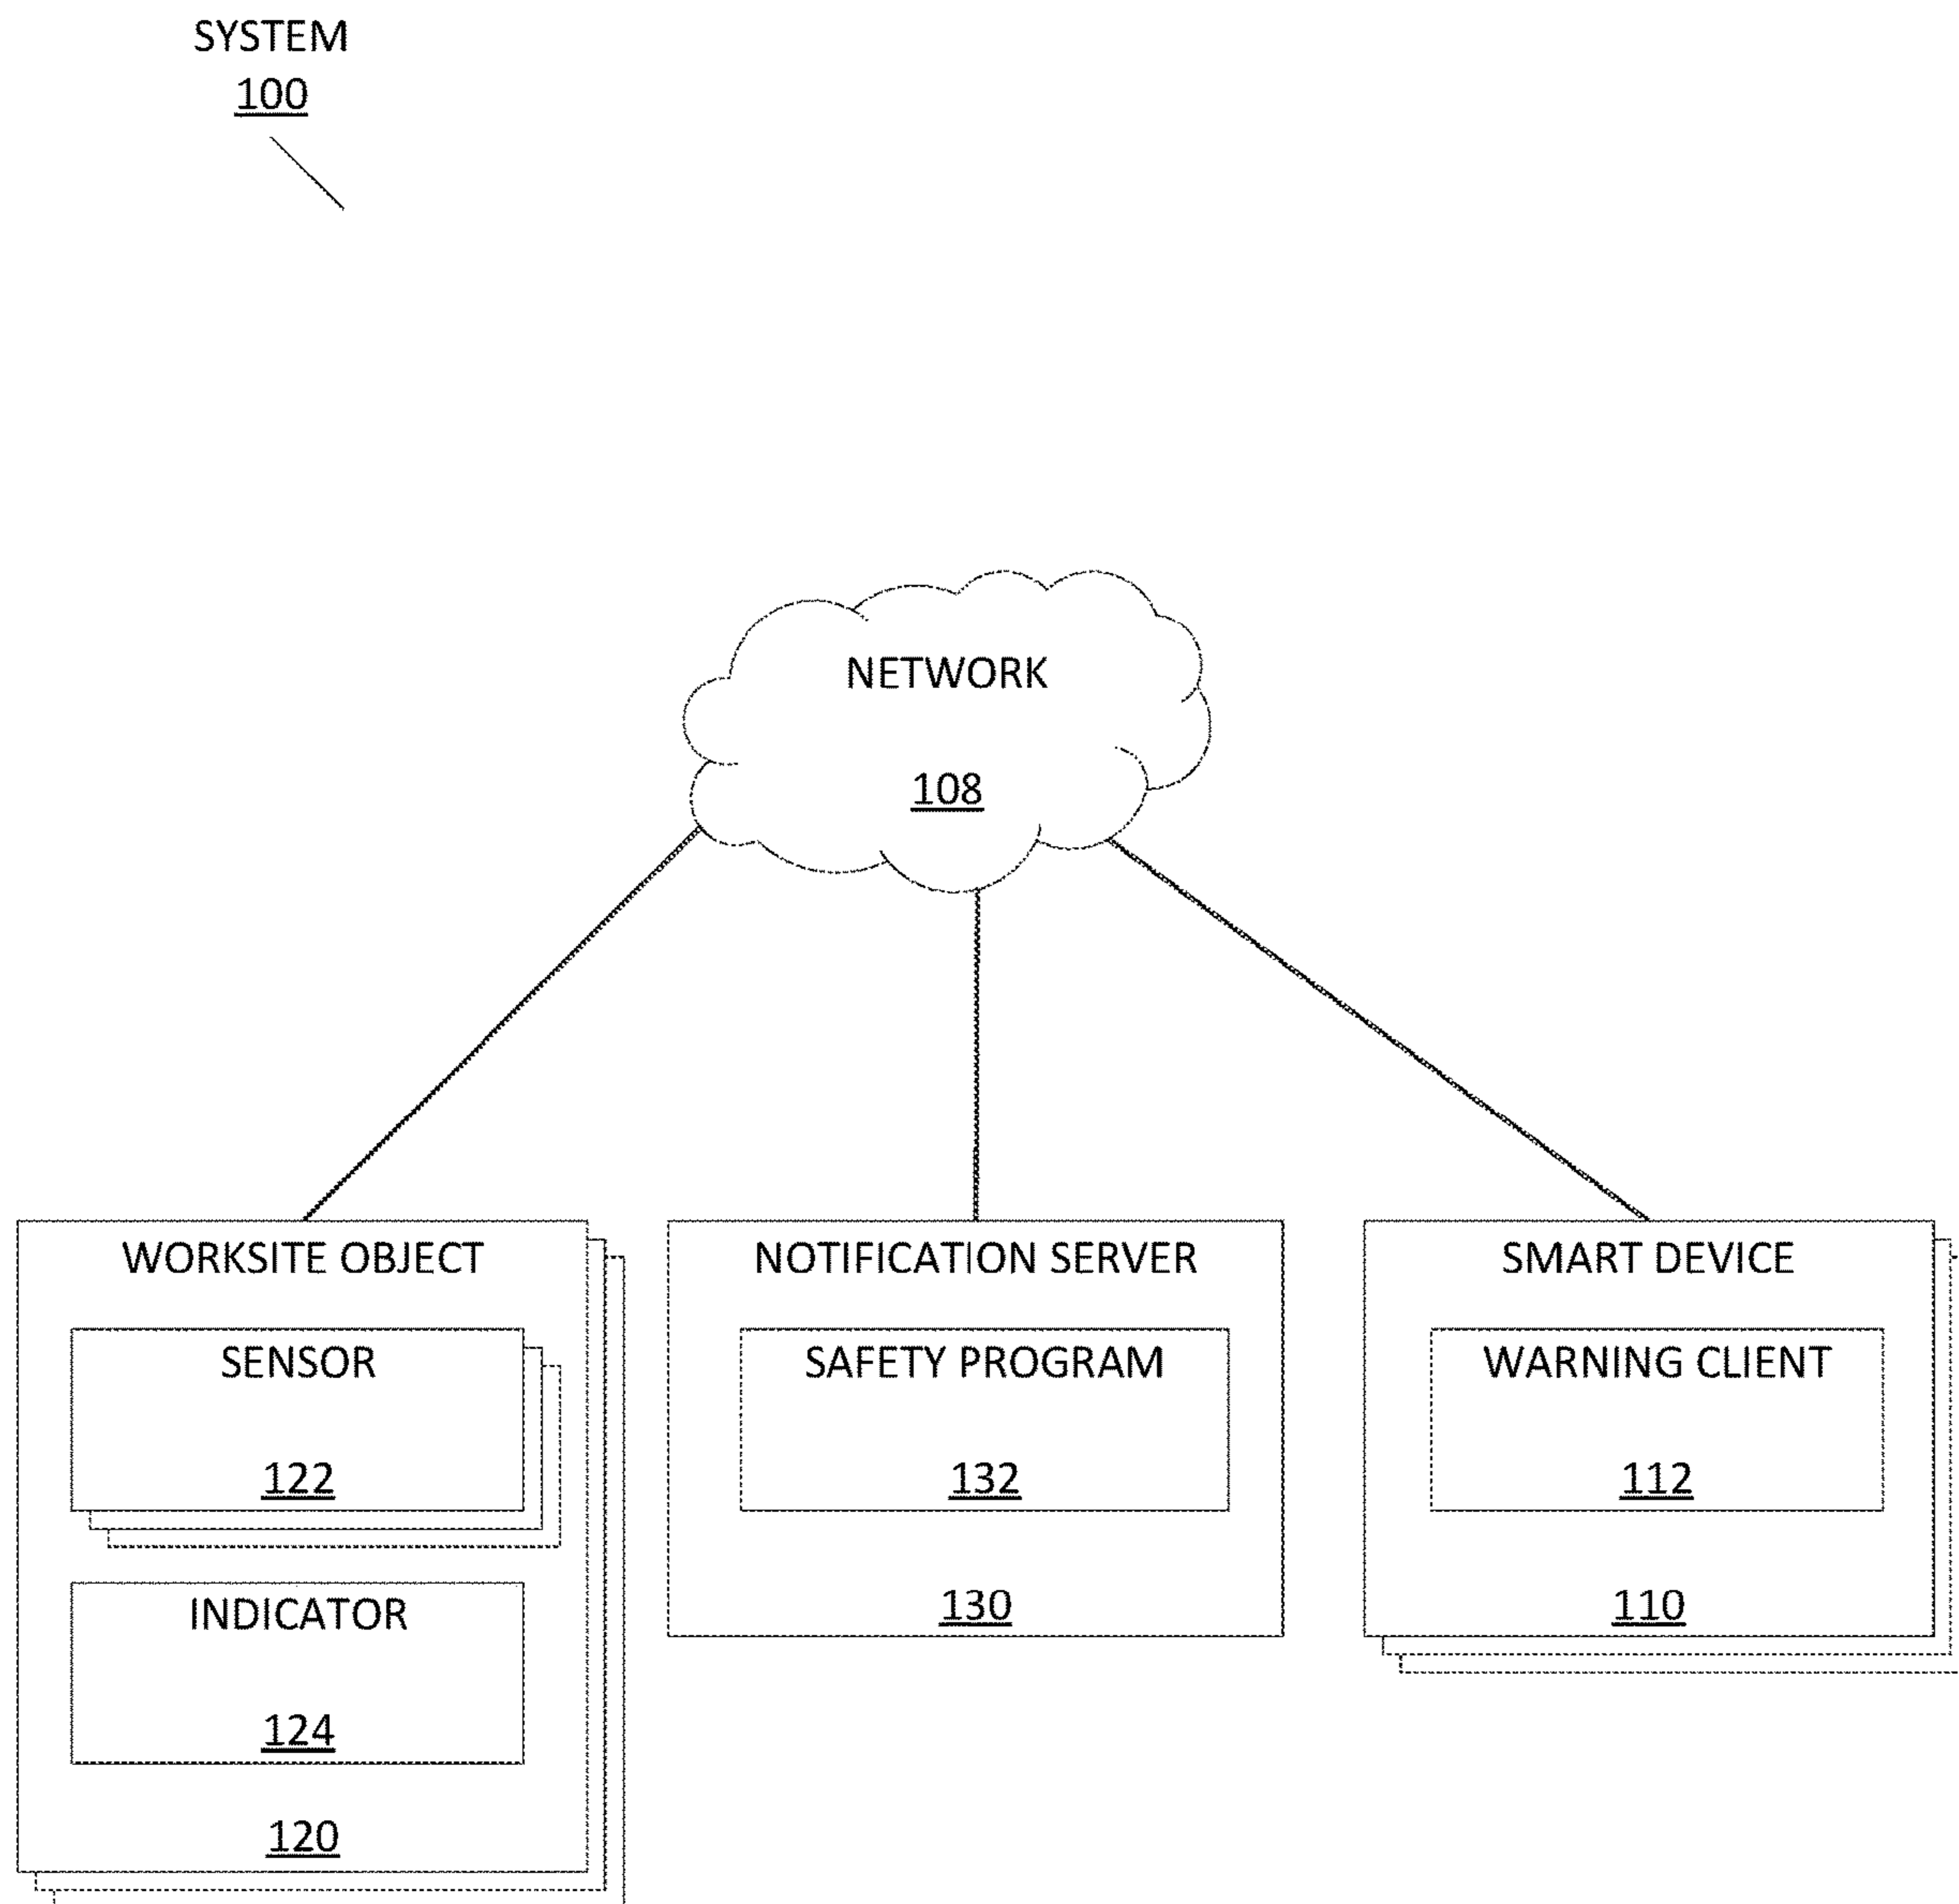 SYSTEM
100
NETWORK
108
WORKSITE OBJECT
SENSOR
122
INDICATOR
124
120
NOTIFICATION SERVER
SAFETY PROGRAM
132
130
SMART DEVICE
WARNING CLIENT
112
110